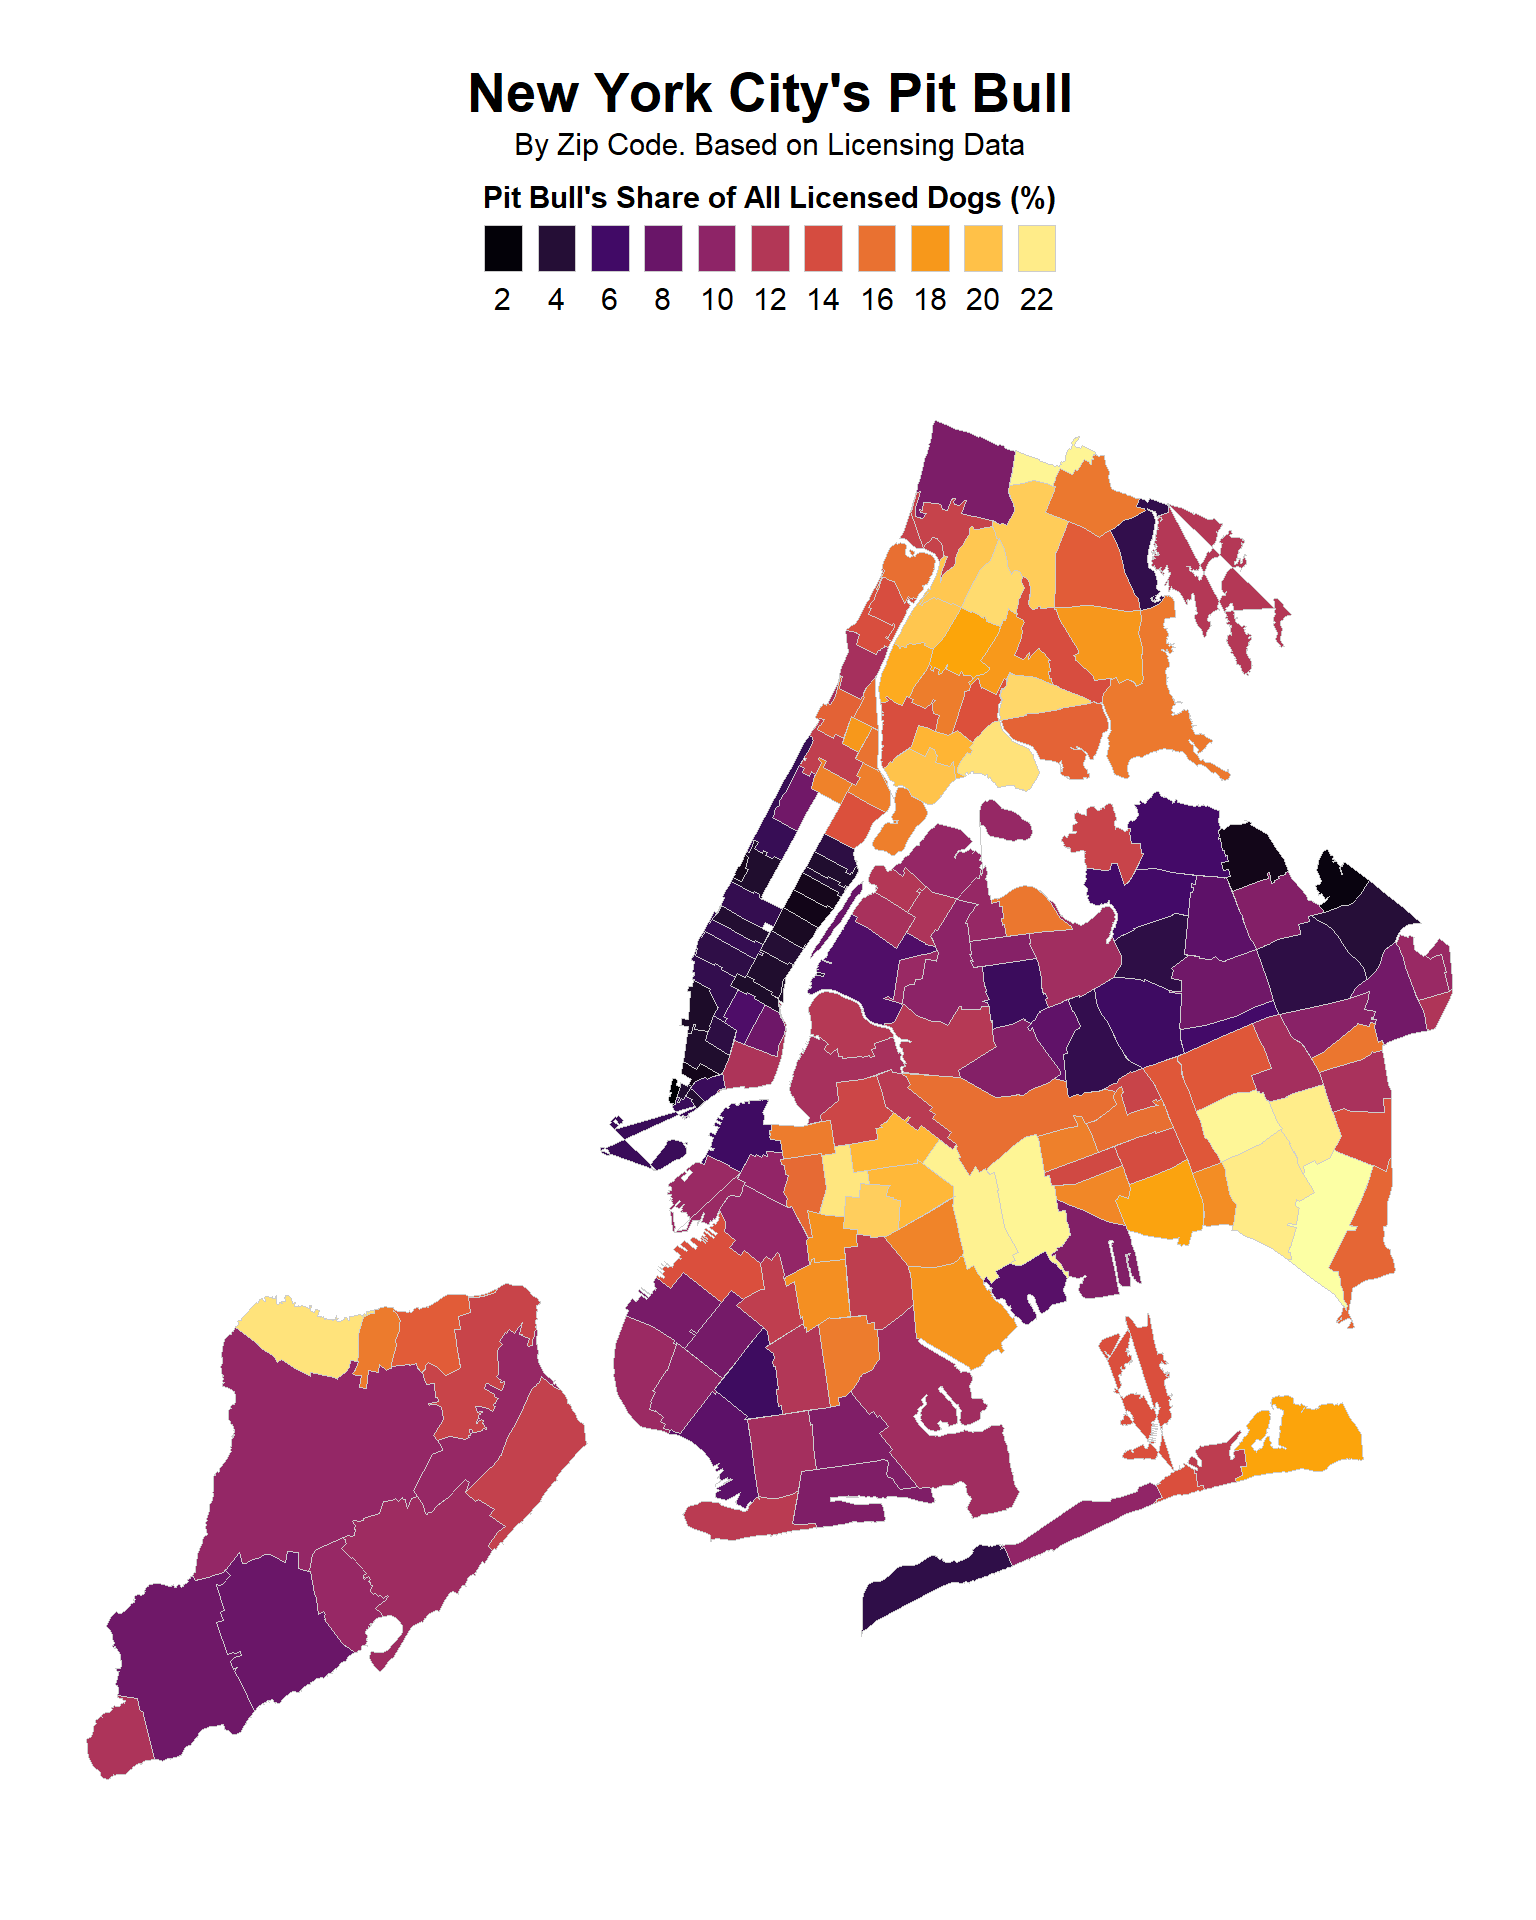 New York City's Pit Bull
By Zip Code. Based on Licensing Data
Pit Bull's Share of All Licensed Dogs (%)
2 4 6 8 10 12 14 16 18 20 22